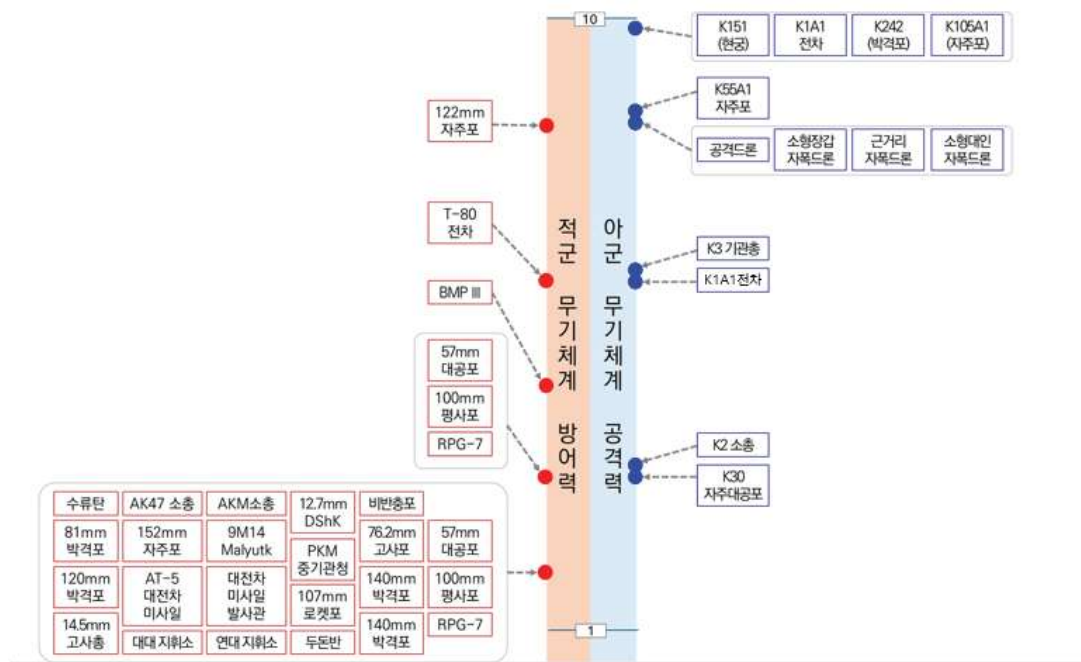 10
K151
(현궁)
K1A1
전차
K242
(박격포)
K105A1
(자주포)
K55A1
자주포
122mm
자주포
공격드론
소형장갑
자폭드론
근거리
자폭드론
소형대인
자폭드론
T-80
전차
적군 무기체계 방어력
아군 무기체계 공격력
K3 기관총
K1A1전차
BMP Ⅲ
57mm
대공포
100mm
평사포
RPG-7
K2 소총
K30
자주대공포
수류탄
AK47 소총
AKM소총
12.7mm
DShK
비반충포
81mm
박격포
152mm
자주포
9M14
Malyutk
PKM
중기관청
76.2mm
고사포
57mm
대공포
120mm
박격포
AT-5
대전차
미사일
대전차
미사일
발사관
107mm
로켓포
140mm
박격포
100mm
평사포
14.5mm
고사총
대대 지휘소
연대 지휘소
두돈반
140mm
박격포
RPG-7
1